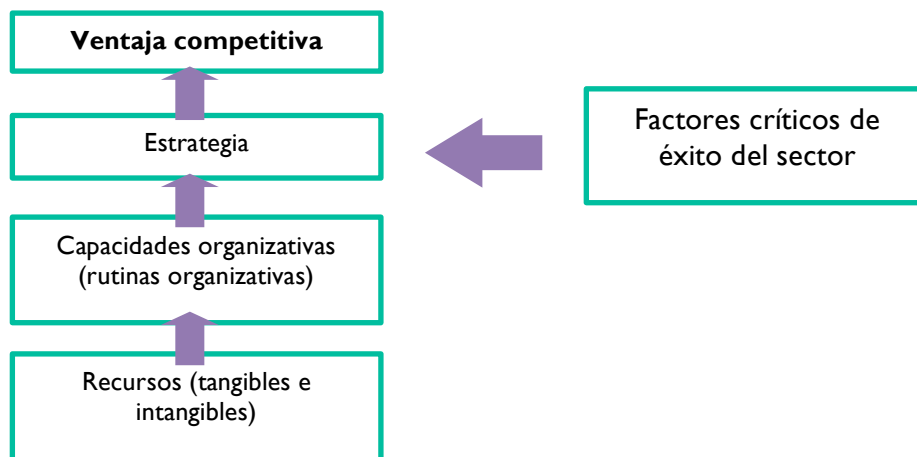 Ventaja competitiva
Estrategia
Factores críticos de
éxito del sector
Capacidades organizativas
(rutinas organizativas)
Recursos (tangibles e
intangibles)